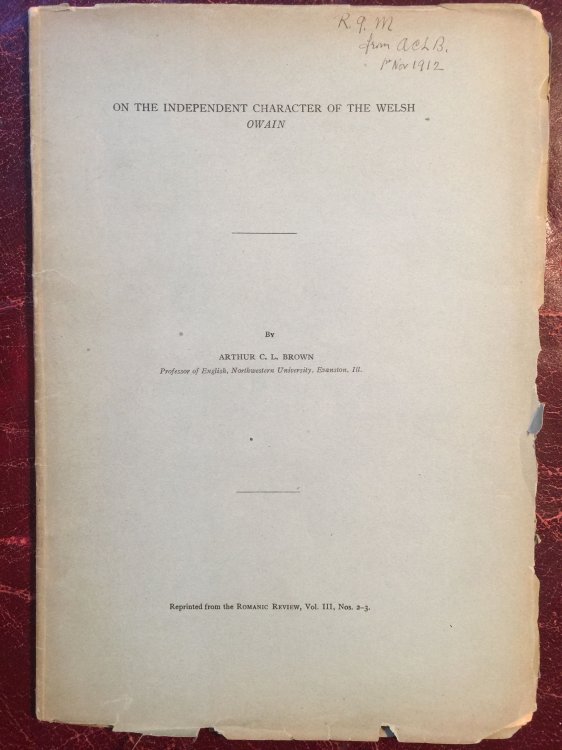 R. G. M
from A C L B.
1st Nov 1912
ON THE INDEPENDENT CHARACTER OF THE WELSH
OWAIN
By
ARTHUR C. L. BROWN
Professor of English, Northwestern University, Evanston, Ill.
Reprinted from the ROMANIC REVIEW, Vol. III, Nos. 2-3.